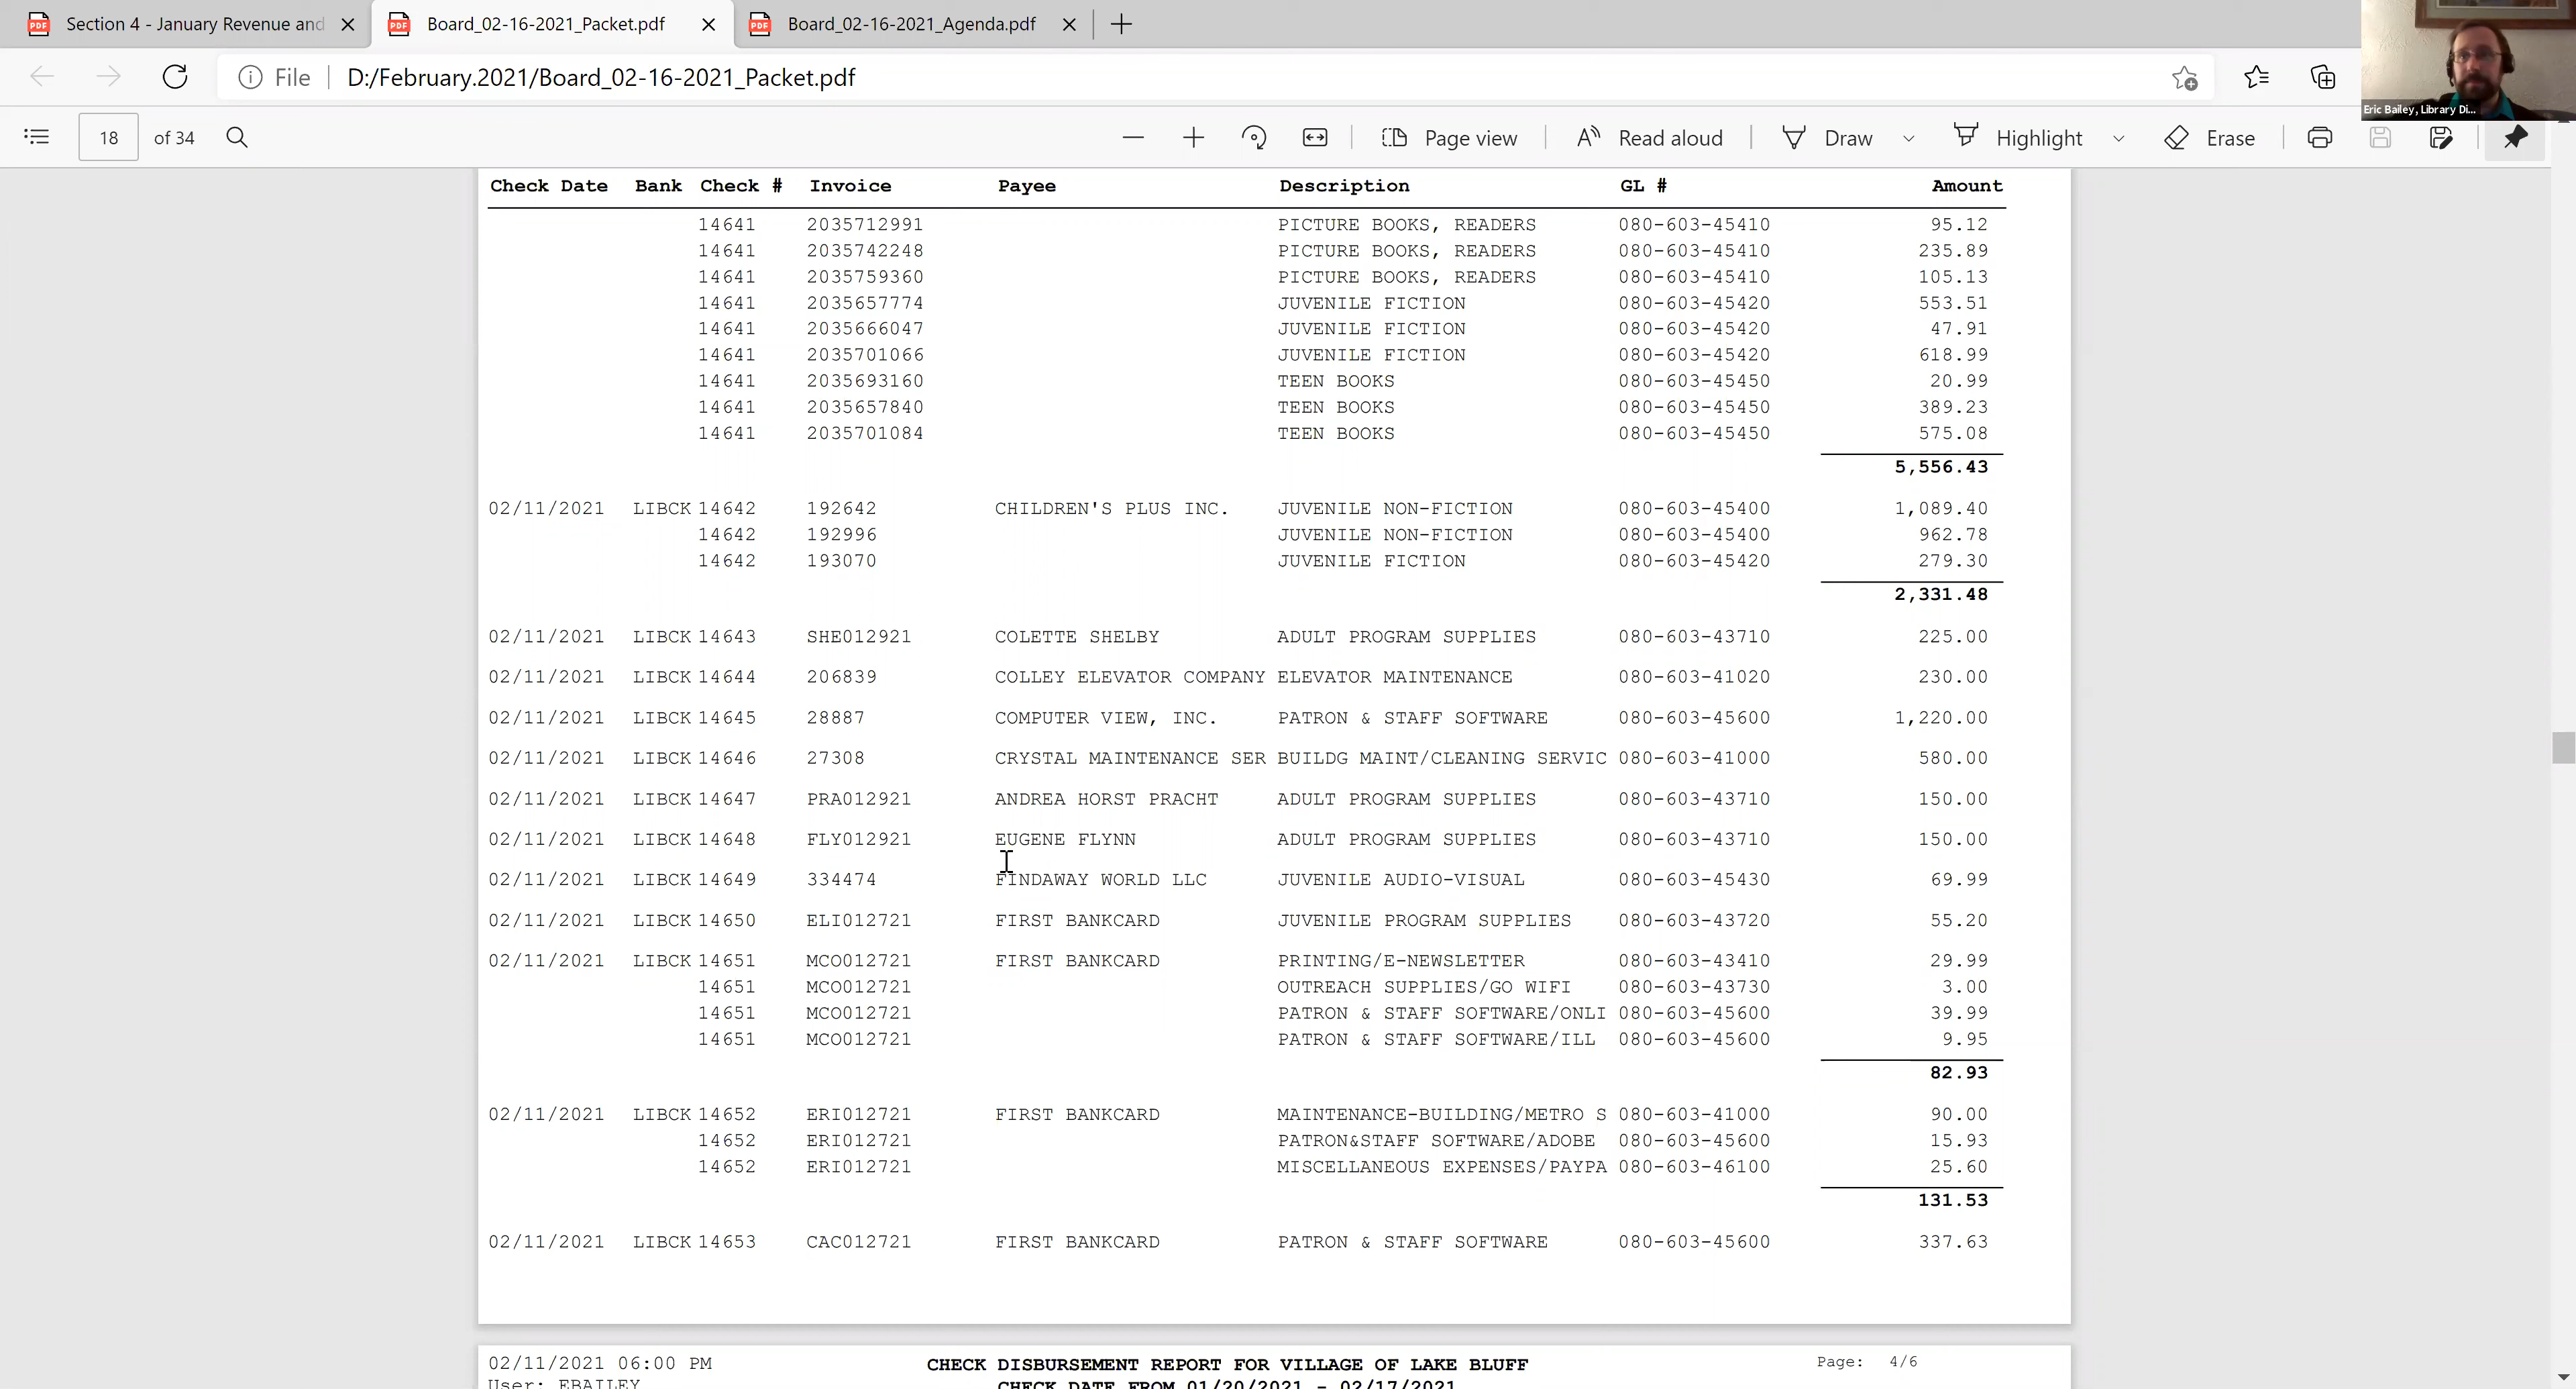 Section 4 - January Revenue and
Board_02-16-2021_Packet.pdf
Board_02-16-2021_Agenda.pdf
File D:/February.2021/Board_02-16-2021_Packet.pdf
Eric Bailey, Library Di...
18 of 34 Page view Read aloud Draw Highlight Erase
Check Date Bank Check # Invoice Payee Description GL # Amount
14641 2035712991 PICTURE BOOKS, READERS 080-603-45410 95.12
14641 2035742248 PICTURE BOOKS, READERS 080-603-45410 235.89
14641 2035759360 PICTURE BOOKS, READERS 080-603-45410 105.13
14641 2035657774 JUVENILE FICTION 080-603-45420 553.51
14641 2035666047 JUVENILE FICTION 080-603-45420 47.91
14641 2035701066 JUVENILE FICTION 080-603-45420 618.99
14641 2035693160 TEEN BOOKS 080-603-45450 20.99
14641 2035657840 TEEN BOOKS 080-603-45450 389.23
14641 2035701084 TEEN BOOKS 080-603-45450 575.08
5,556.43
02/11/2021 LIBCK 14642 192642 CHILDREN'S PLUS INC. JUVENILE NON-FICTION 080-603-45400 1,089.40
14642 192996 JUVENILE NON-FICTION 080-603-45400 962.78
14642 193070 JUVENILE FICTION 080-603-45420 279.30
2,331.48
02/11/2021 LIBCK 14643 SHE012921 COLETTE SHELBY ADULT PROGRAM SUPPLIES 080-603-43710 225.00
02/11/2021 LIBCK 14644 206839 COLLEY ELEVATOR COMPANY ELEVATOR MAINTENANCE 080-603-41020 230.00
02/11/2021 LIBCK 14645 28887 COMPUTER VIEW, INC. PATRON & STAFF SOFTWARE 080-603-45600 1,220.00
02/11/2021 LIBCK 14646 27308 CRYSTAL MAINTENANCE SER BUILDG MAINT/CLEANING SERVIC 080-603-41000 580.00
02/11/2021 LIBCK 14647 PRA012921 ANDREA HORST PRACHT ADULT PROGRAM SUPPLIES 080-603-43710 150.00
02/11/2021 LIBCK 14648 FLY012921 EUGENE FLYNN ADULT PROGRAM SUPPLIES 080-603-43710 150.00
02/11/2021 LIBCK 14649 334474 FINDAWAY WORLD LLC JUVENILE AUDIO-VISUAL 080-603-45430 69.99
02/11/2021 LIBCK 14650 ELI012721 FIRST BANKCARD JUVENILE PROGRAM SUPPLIES 080-603-43720 55.20
02/11/2021 LIBCK 14651 MCO012721 FIRST BANKCARD PRINTING/E-NEWSLETTER 080-603-43410 29.99
14651 MCO012721 OUTREACH SUPPLIES/GO WIFI 080-603-43730 3.00
14651 MCO012721 PATRON & STAFF SOFTWARE/ONLI 080-603-45600 39.99
14651 MCO012721 PATRON & STAFF SOFTWARE/ILL 080-603-45600 9.95
82.93
02/11/2021 LIBCK 14652 ERI012721 FIRST BANKCARD MAINTENANCE-BUILDING/METRO S 080-603-41000 90.00
14652 ERI012721 PATRON&STAFF SOFTWARE/ADOBE 080-603-45600 15.93
14652 ERI012721 MISCELLANEOUS EXPENSES/PAYPA 080-603-46100 25.60
131.53
02/11/2021 LIBCK 14653 CAC012721 FIRST BANKCARD PATRON & STAFF SOFTWARE 080-603-45600 337.63
02/11/2021 06:00 PM CHECK DISBURSEMENT REPORT FOR VILLAGE OF LAKE BLUFF Page: 4/6
User: EBAILEY CHECK DATE FROM 01/20/2021 - 02/17/2021